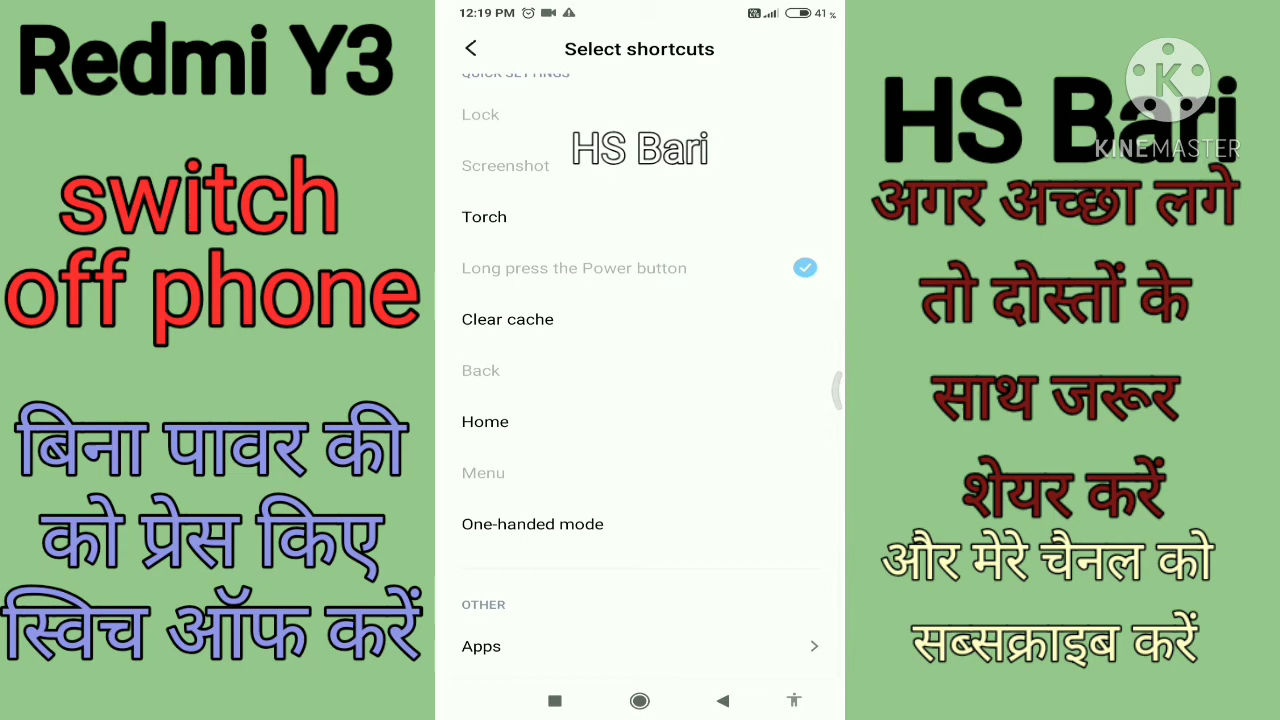 Redmi Y3
switch
off phone
बिना पावर की
को प्रेस किए
स्विच ऑफ करें
12:19 PM
41 %
Select shortcuts
QUICK SETTINGS
Lock
HS Bari
Screenshot
Torch
Long press the Power button
Clear cache
Back
Home
Menu
One-handed mode
OTHER
Apps
HS Bari
K
KINEMASTER
अगर अच्छा लगे
तो दोस्तों के
साथ जरूर
शेयर करें
और मेरे चैनल को
सब्सक्राइब करें